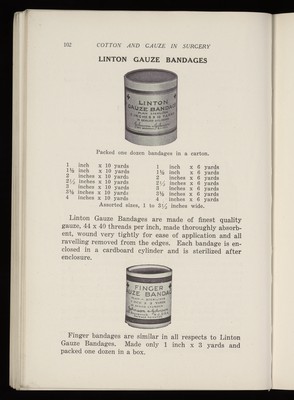 102 COTTON AND GAUZE IN SURGERY
LINTON GAUZE BANDAGES
LINTON
GAUZE BANDAGE
Johnson & Johnson
Packed one dozen bandages in a carton.
1 inch x 10 yards 1 inch x 6 yards
1½ inch x 10 yards 1½ inch x 6 yards
2 inches x 10 yards 2 inches x 6 yards
2½ inches x 10 yards 2½ inches x 6 yards
3 inches x 10 yards 3 inches x 6 yards
3½ inches x 10 yards 3½ inches x 6 yards
4 inches x 10 yards 4 inches x 6 yards
Assorted sizes, 1 to 3½ inches wide.
Linton Gauze Bandages are made of finest quality
gauze, 44 x 40 threads per inch, made thoroughly absorb-
ent, wound very tightly for ease of application and all
ravelling removed from the edges. Each bandage is en-
closed in a cardboard cylinder and is sterilized after
enclosure.
FINGER
GAUZE BANDAGE
Johnson & Johnson
Finger bandages are similar in all respects to Linton
Gauze Bandages. Made only 1 inch x 3 yards and
packed one dozen in a box.